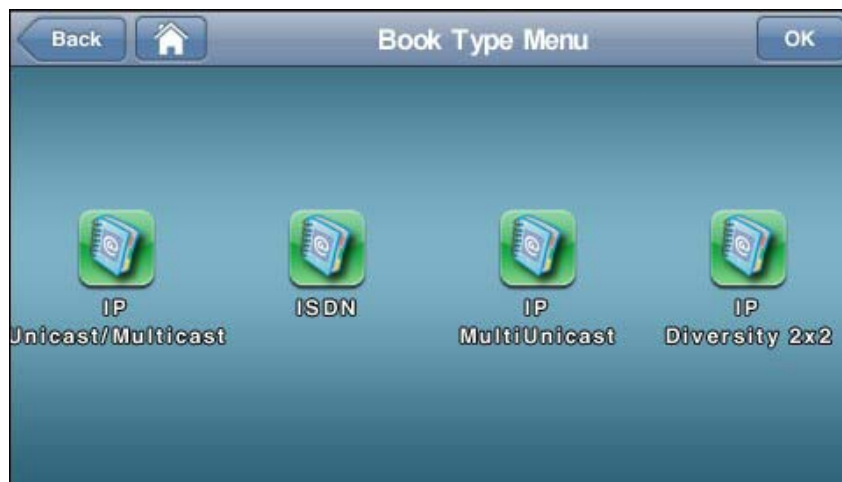 Back
Book Type Menu
OK
IP
Unicast/Multicast
ISDN
IP
MultiUnicast
IP
Diversity 2x2